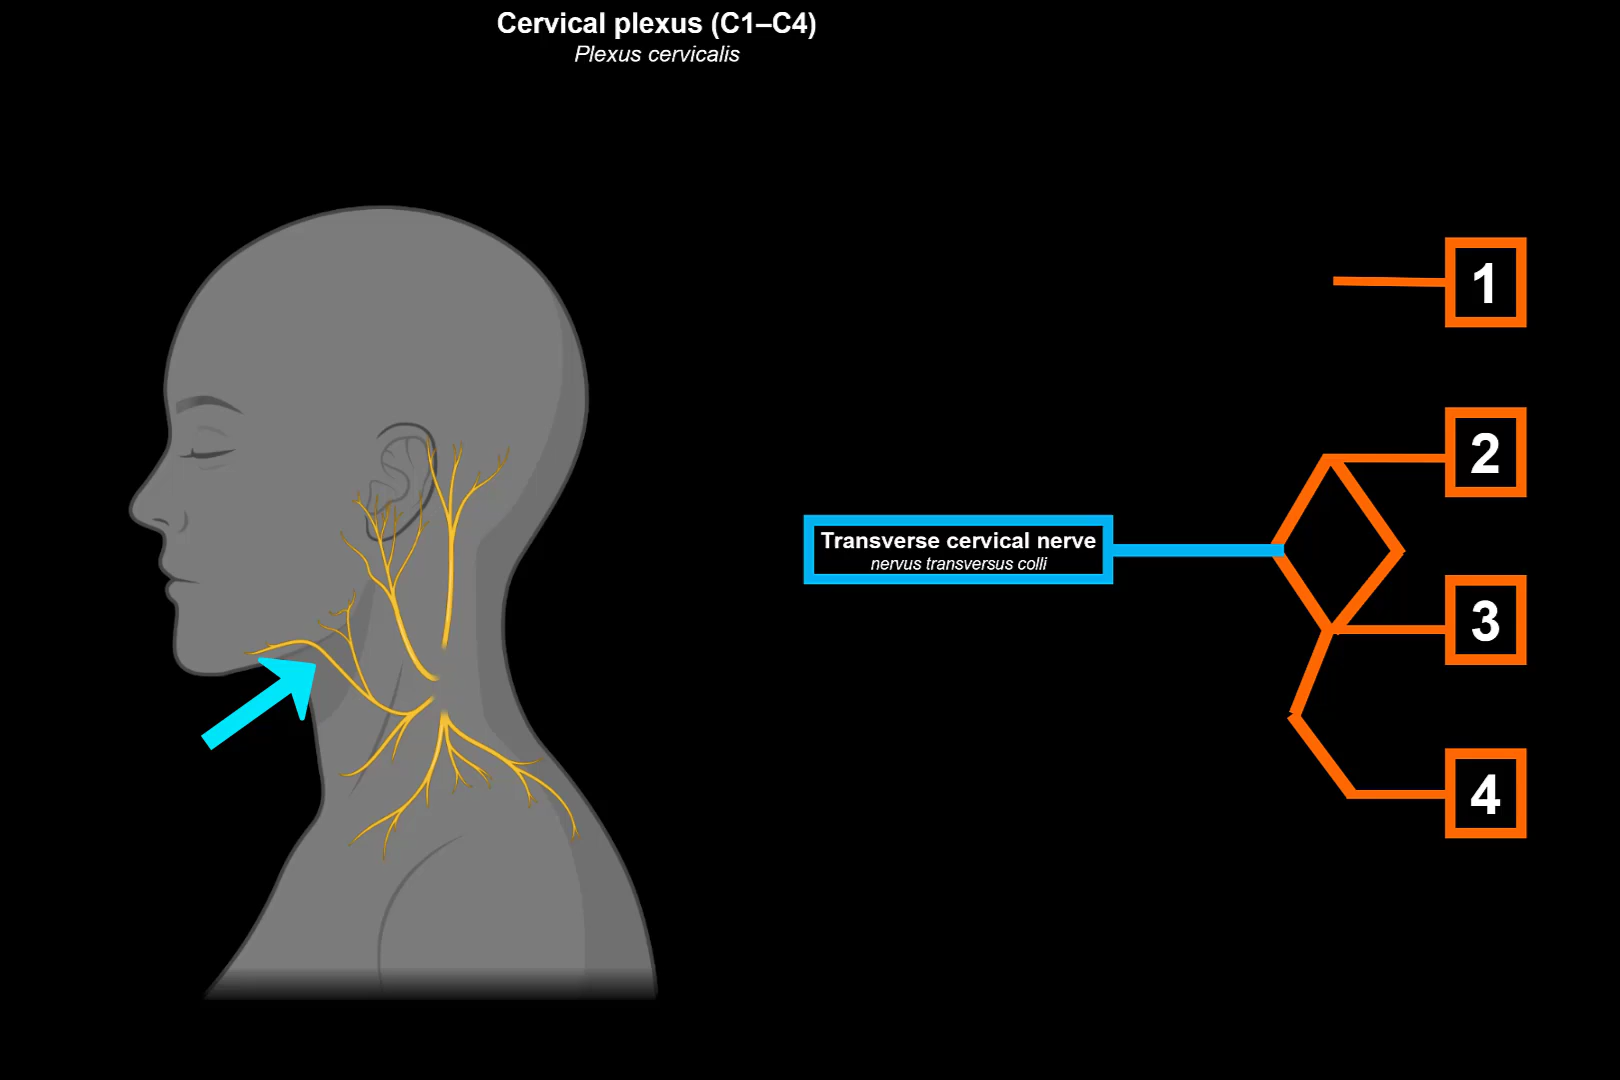 Cervical plexus (C1–C4)
Plexus cervicalis
1
2
Transverse cervical nerve
nervus transversus colli
3
4